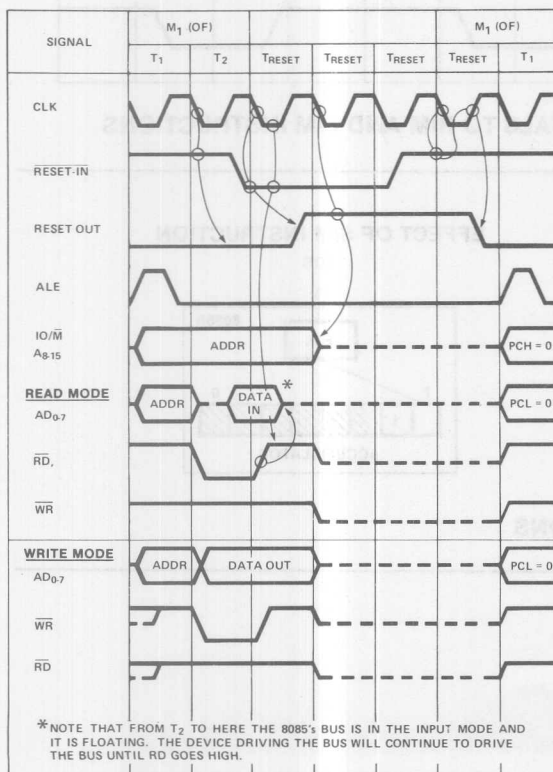 SIGNAL
M1 (OF)
M1 (OF)
T1
T2
TRESET
TRESET
TRESET
TRESET
T1
CLK
RESET-IN
RESET OUT
ALE
IO/M
A8-15
ADDR
PCH = 0
READ MODE
AD0-7
ADDR
DATA
IN
*
PCL = 0
RD,
WR
WRITE MODE
AD0-7
ADDR
DATA OUT
PCL = 0
WR
RD
*NOTE THAT FROM T2 TO HERE THE 8085's BUS IS IN THE INPUT MODE AND
IT IS FLOATING. THE DEVICE DRIVING THE BUS WILL CONTINUE TO DRIVE
THE BUS UNTIL RD GOES HIGH.